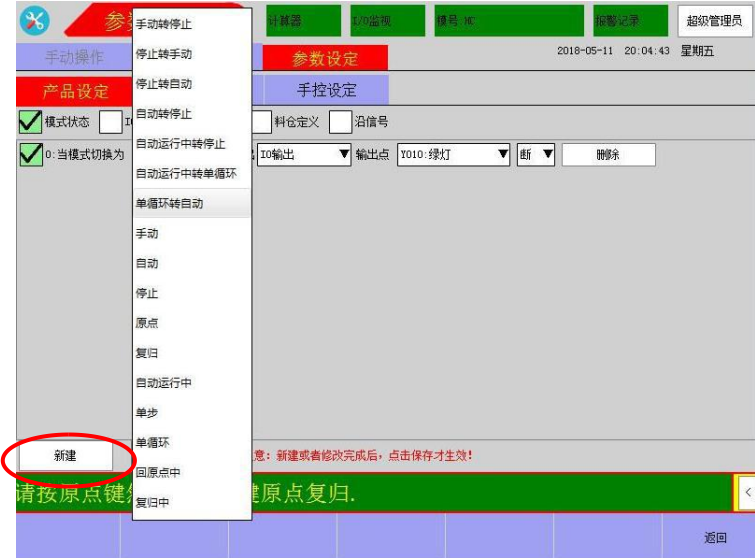 参数
计算器
I/O监视
模号:NC
报警记录
超级管理员
手动操作
参数设定
2018-05-11 20:04:43 星期五
产品设定
手控设定
模式状态
料仓定义
沿信号
0:当模式切换为
IO输出
输出点
Y010:绿灯
断
删除
手动转停止
停止转手动
停止转自动
自动转停止
自动运行中转停止
自动运行中转单循环
单循环转自动
手动
自动
停止
原点
复归
自动运行中
单步
单循环
回原点中
复归中
新建
意: 新建或者修改完成后，点击保存才生效!
请按原点键
键原点复归.
<
返回